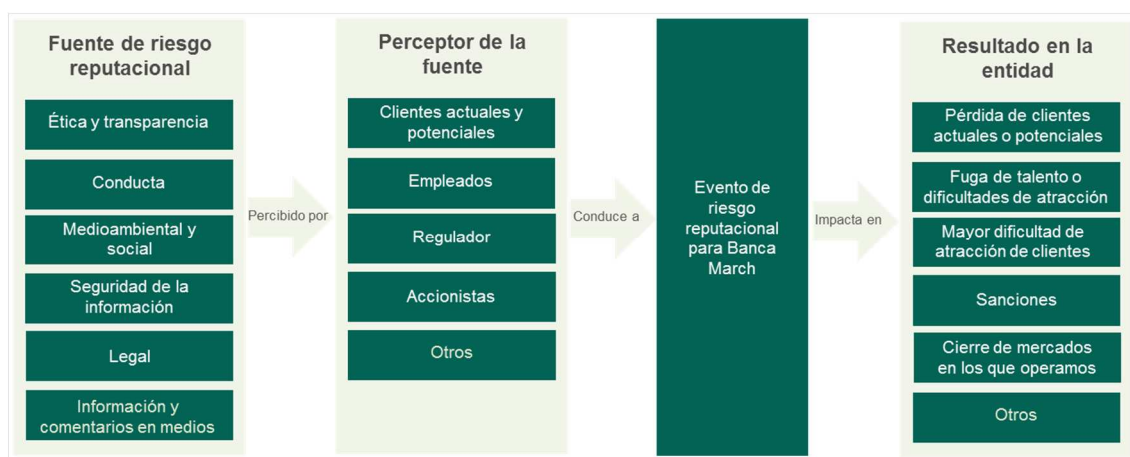 Fuente de riesgo
reputacional
Ética y transparencia
Conducta
Medioambiental y
social
Seguridad de la
información
Legal
Información y
comentarios en medios
Percibido por
Perceptor de la
fuente
Clientes actuales y
potenciales
Empleados
Regulador
Accionistas
Otros
Conduce a
Evento de
riesgo
reputacional
para Banca
March
Impacta en
Resultado en la
entidad
Pérdida de clientes
actuales o potenciales
Fuga de talento o
dificultades de atracción
Mayor dificultad de
atracción de clientes
Sanciones
Cierre de mercados
en los que operamos
Otros